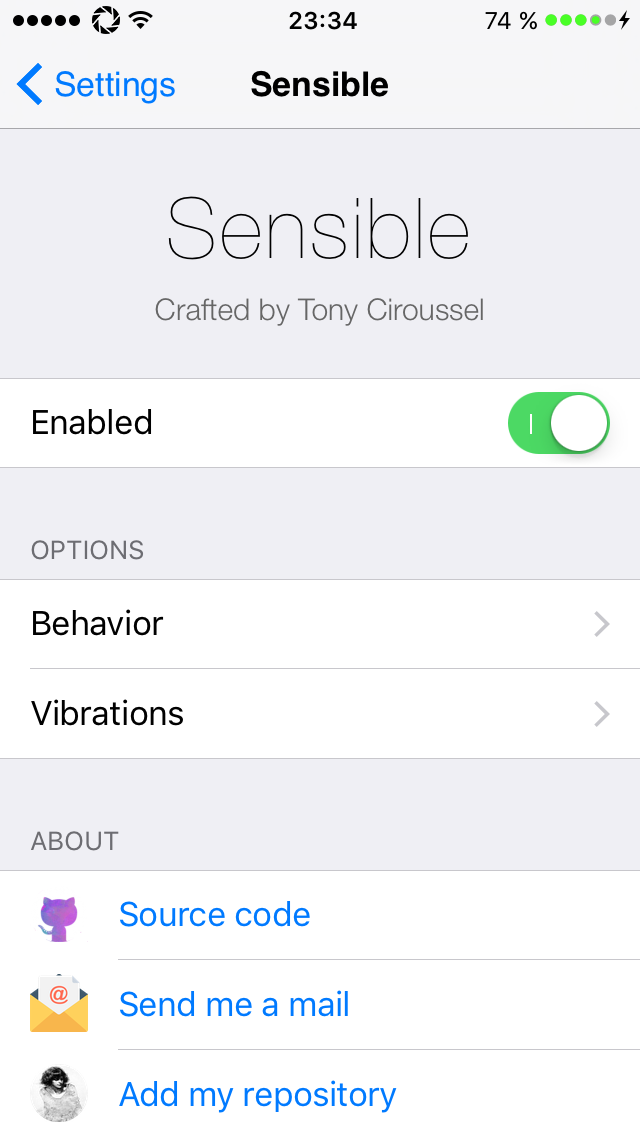 23:34
74 %
Settings
Sensible
Sensible
Crafted by Tony Ciroussel
Enabled
OPTIONS
Behavior
Vibrations
ABOUT
Source code
@
Send me a mail
Add my repository